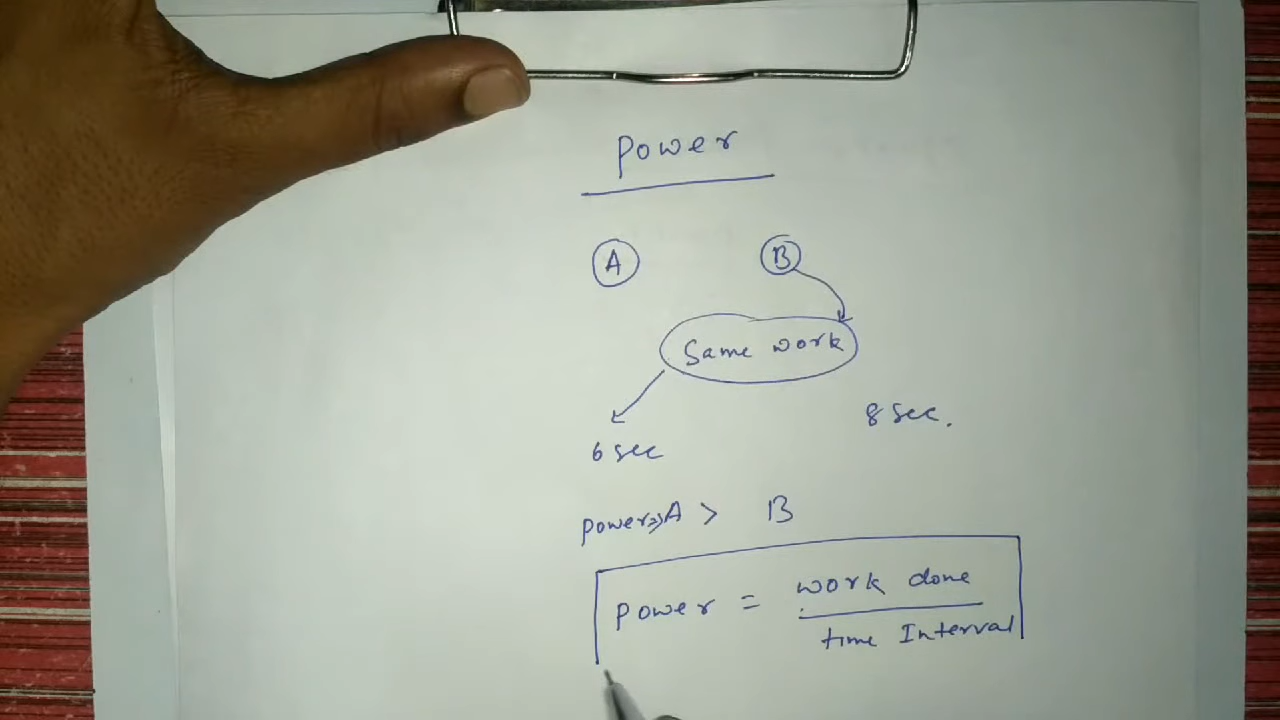 Power
A B
Same work
8 sec.
6 sec
power⇒A > B
Power = work done
time Interval